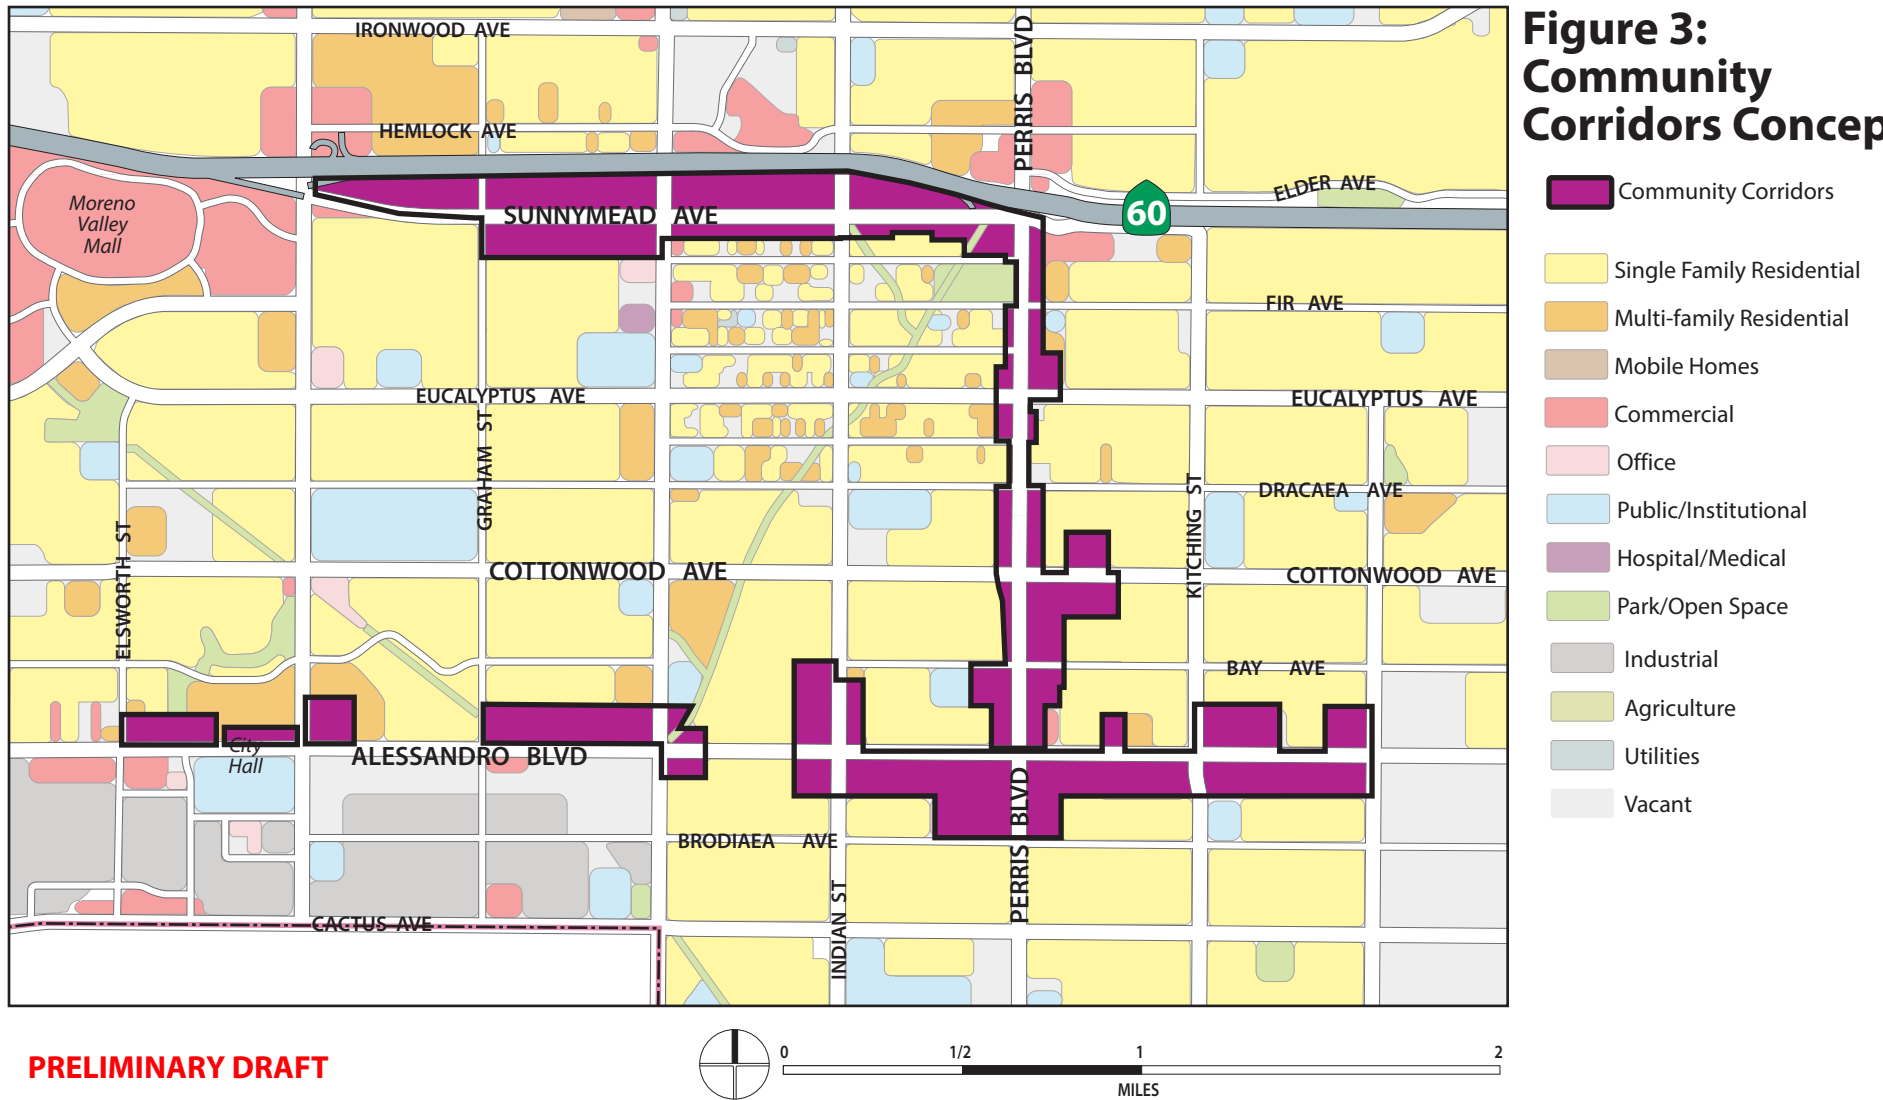 Figure 3:
Community
Corridors Concep
Community Corridors
Single Family Residential
Multi-family Residential
Mobile Homes
Commercial
Office
Public/Institutional
Hospital/Medical
Park/Open Space
Industrial
Agriculture
Utilities
Vacant
IRONWOOD AVE
PERRIS BLVD
HEMLOCK AVE
ELDER AVE
60
Moreno
Valley
Mall
SUNNYMEAD AVE
FIR AVE
EUCALYPTUS AVE
EUCALYPTUS AVE
GRAHAM ST
DRACAEA AVE
KITCHING ST
ELSWORTH ST
COTTONWOOD AVE
COTTONWOOD AVE
BAY AVE
City
Hall
ALESSANDRO BLVD
PERRIS BLVD
BRODIAEA AVE
INDIAN ST
CACTUS AVE
PRELIMINARY DRAFT
0 1/2 1 2
MILES